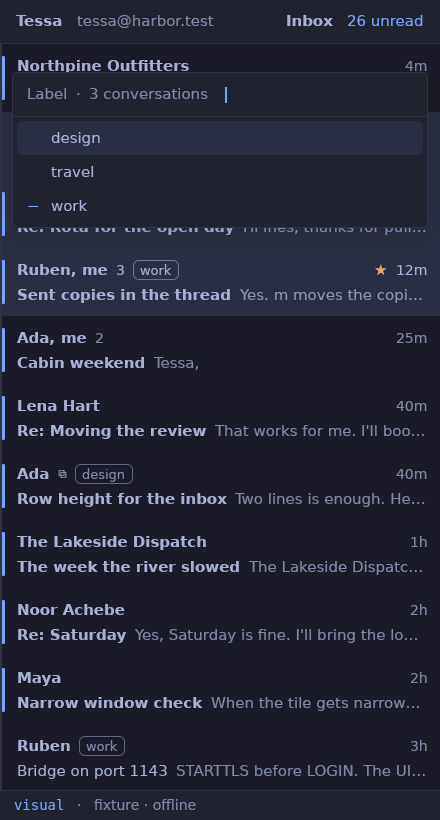 Tessa tessa@harbor.test Inbox 26 unread
Northpine Outfitters 4m
Label · 3 conversations
design
travel
— work
Re: Rota for the open day Hi Ines, thanks for pull…
Ruben, me 3 work ★ 12m
Sent copies in the thread Yes. m moves the copi…
Ada, me 2 25m
Cabin weekend Tessa,
Lena Hart 40m
Re: Moving the review That works for me. I'll boo…
Ada design 40m
Row height for the inbox Two lines is enough. He…
The Lakeside Dispatch 1h
The week the river slowed The Lakeside Dispatc…
Noor Achebe 2h
Re: Saturday Yes, Saturday is fine. I'll bring the lo…
Maya 2h
Narrow window check When the tile gets narrow…
Ruben work 3h
Bridge on port 1143 STARTTLS before LOGIN. The UI…
visual · fixture · offline